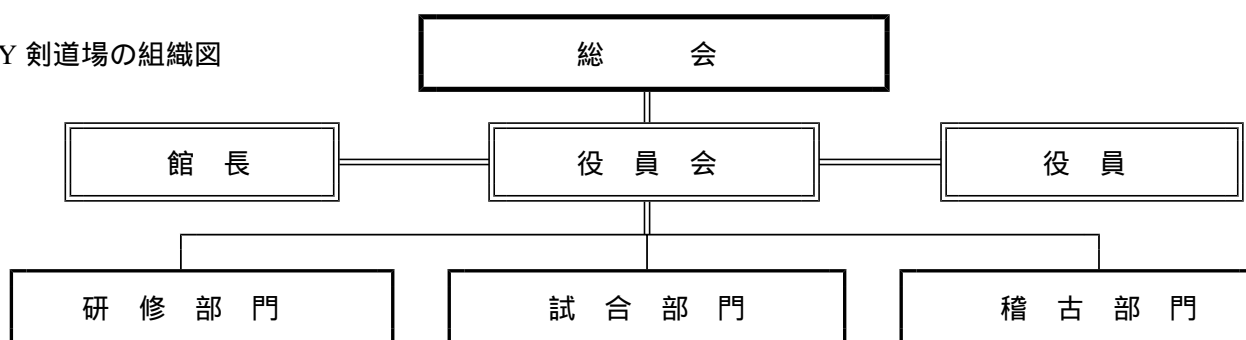 Y 剣道場の組織図
総 会
館 長
役 員 会
役 員
研 修 部 門
試 合 部 門
稽 古 部 門